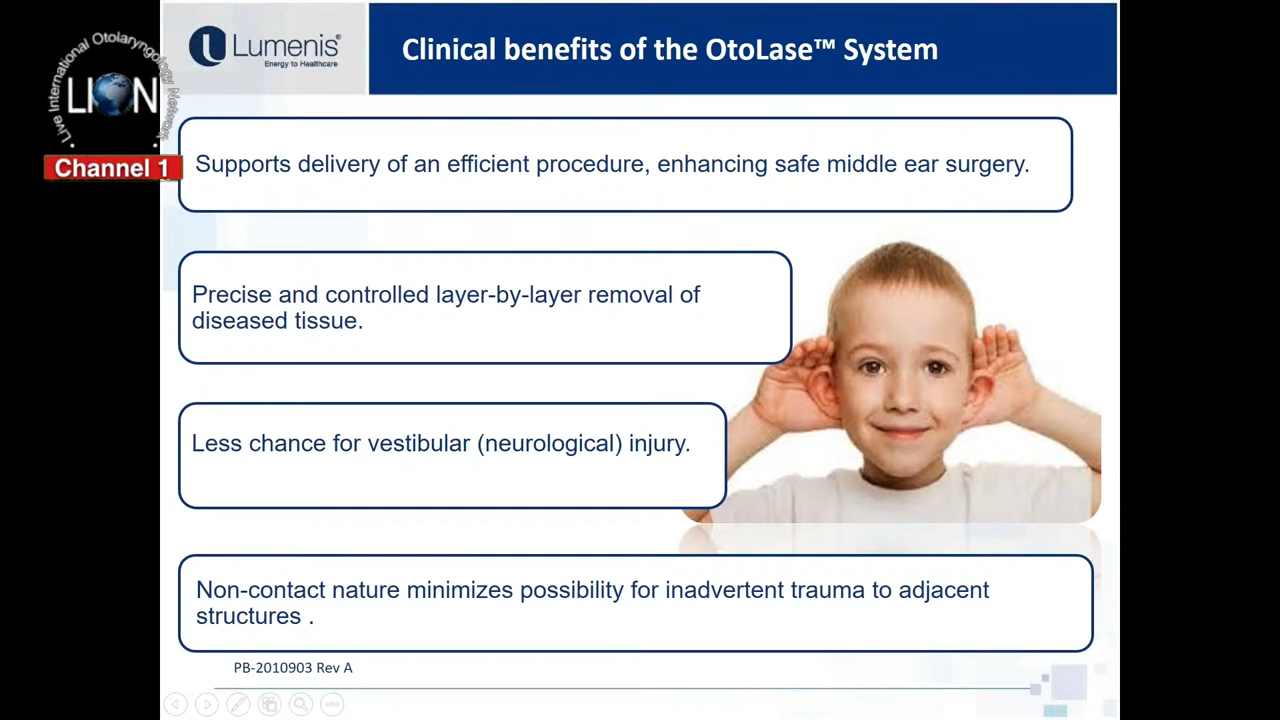 Live International Otolaryngology Network
LION
Channel 1
Lumenis®
Energy to Healthcare
Clinical benefits of the OtoLase™ System
Supports delivery of an efficient procedure, enhancing safe middle ear surgery.
Precise and controlled layer-by-layer removal of
diseased tissue.
Less chance for vestibular (neurological) injury.
Non-contact nature minimizes possibility for inadvertent trauma to adjacent
structures .
PB-2010903 Rev A